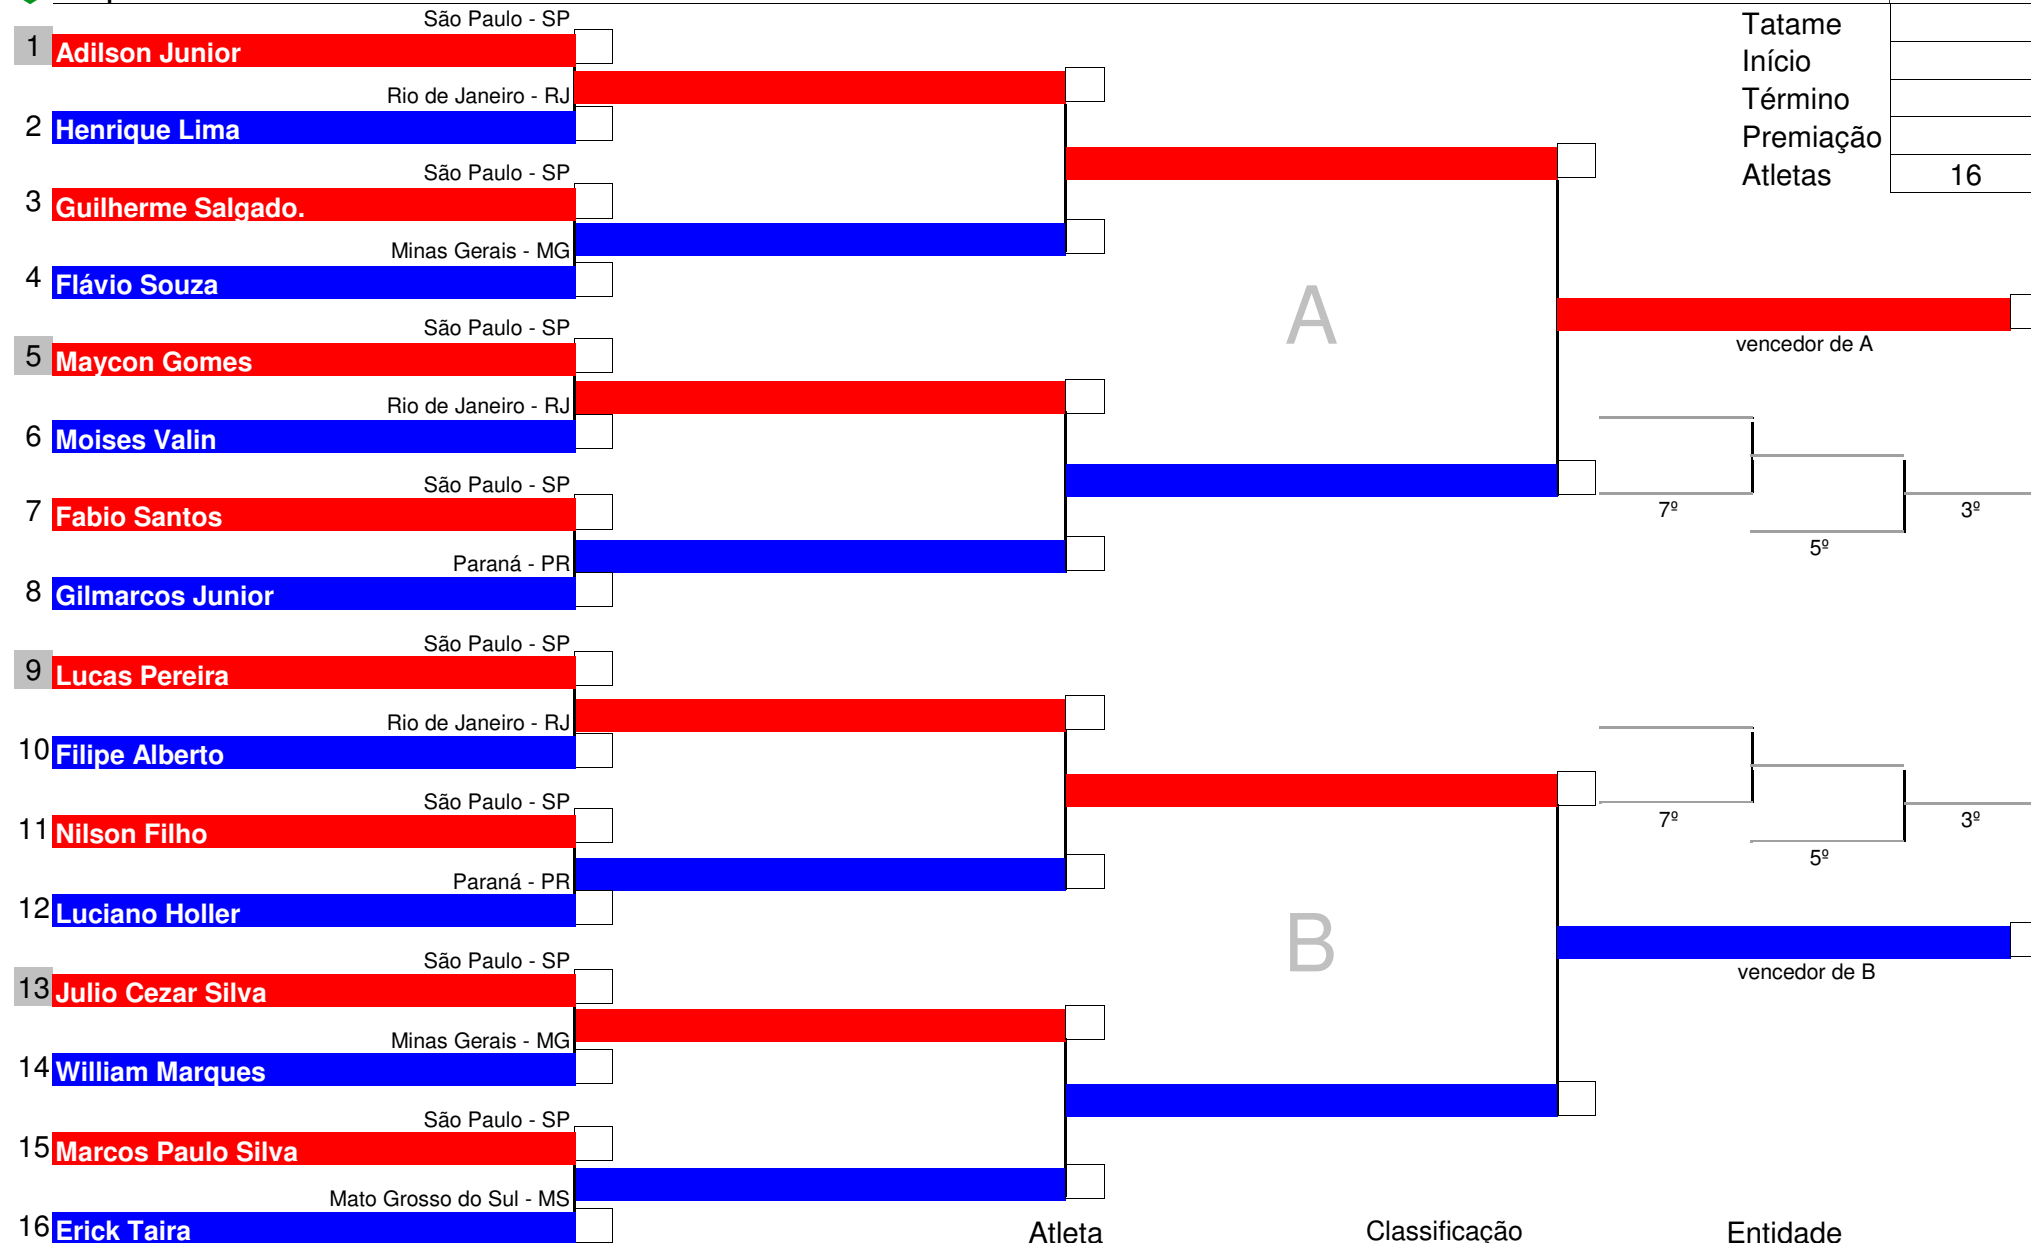 São Paulo - SP
1 Adilson Junior
Rio de Janeiro - RJ
2 Henrique Lima
São Paulo - SP
3 Guilherme Salgado.
Minas Gerais - MG
4 Flávio Souza
São Paulo - SP
5 Maycon Gomes
Rio de Janeiro - RJ
6 Moises Valin
São Paulo - SP
7 Fabio Santos
Paraná - PR
8 Gilmarcos Junior
São Paulo - SP
9 Lucas Pereira
Rio de Janeiro - RJ
10 Filipe Alberto
São Paulo - SP
11 Nilson Filho
Paraná - PR
12 Luciano Holler
São Paulo - SP
13 Julio Cezar Silva
Minas Gerais - MG
14 William Marques
São Paulo - SP
15 Marcos Paulo Silva
Mato Grosso do Sul - MS
16 Erick Taira
A
B
Tatame
Início
Término
Premiação
Atletas 16
vencedor de A
7º
3º
5º
7º
3º
5º
vencedor de B
Atleta Classificação Entidade